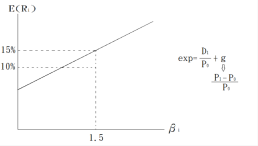 E(Rᵢ)
15%
10%
1.5
β̂ᵢ
exp=D₁/P₀+g
()
P₁-P₀/P₀